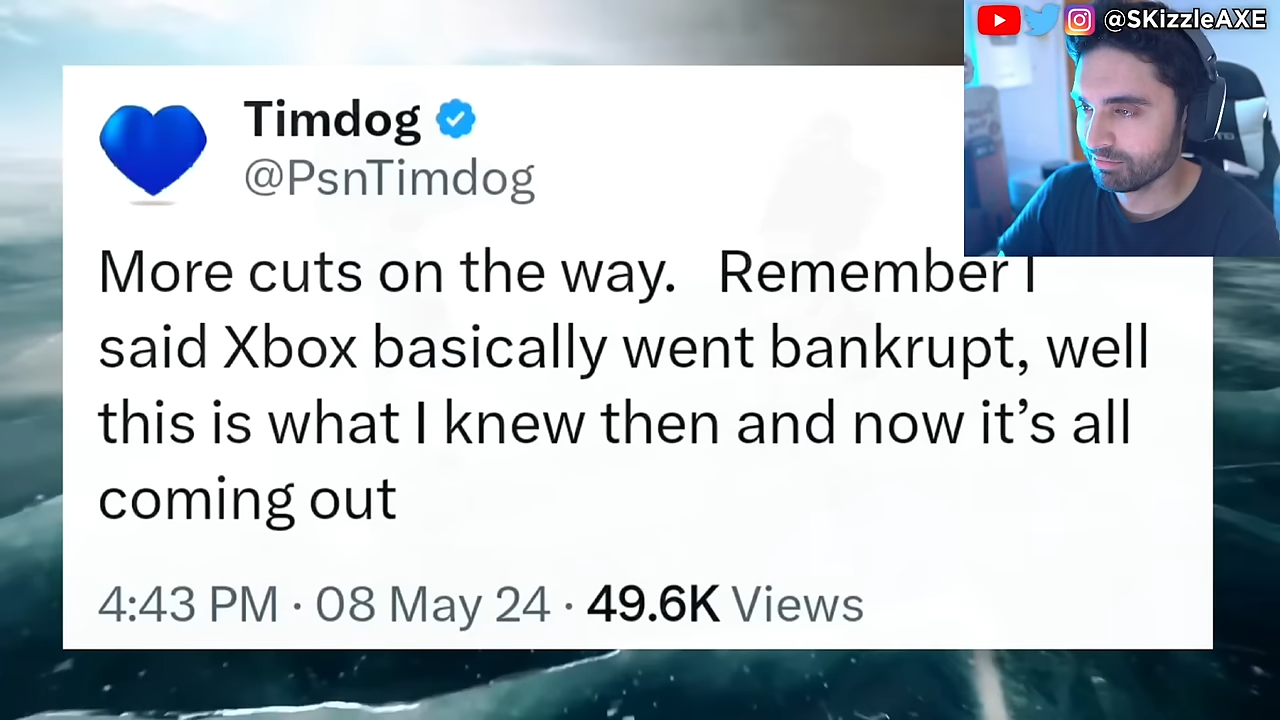 @SKizzleAXE
Timdog
@PsnTimdog
More cuts on the way. Remember I
said Xbox basically went bankrupt, well
this is what I knew then and now it’s all
coming out
4:43 PM · 08 May 24 · 49.6K Views